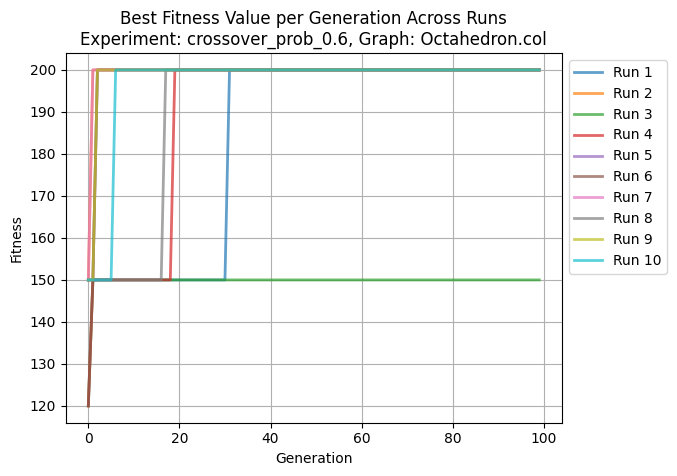 Best Fitness Value per Generation Across Runs
Experiment: crossover_prob_0.6, Graph: Octahedron.col
200
190
180
170
160
150
140
130
120
Fitness
0 20 40 60 80 100
Generation
Run 1
Run 2
Run 3
Run 4
Run 5
Run 6
Run 7
Run 8
Run 9
Run 10